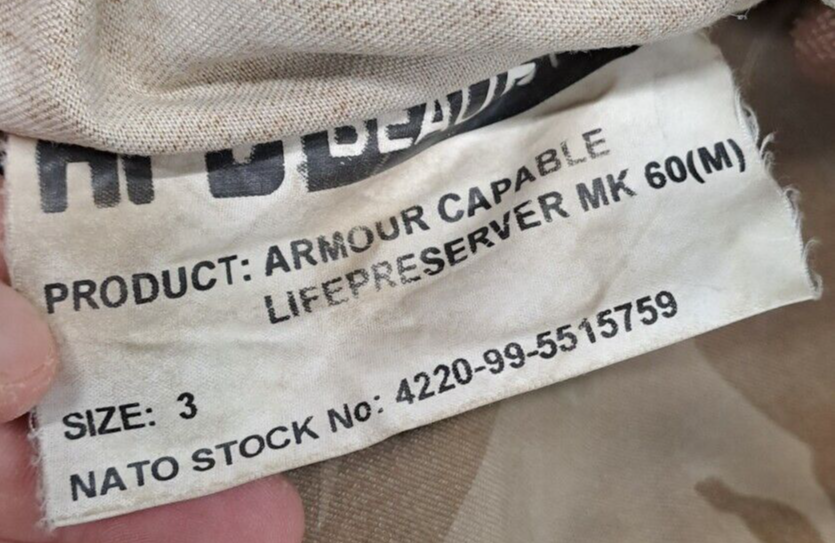 PRODUCT: ARMOUR CAPABLE
LIFEPRESERVER MK 60(M)
SIZE: 3
NATO STOCK No: 4220-99-5515759